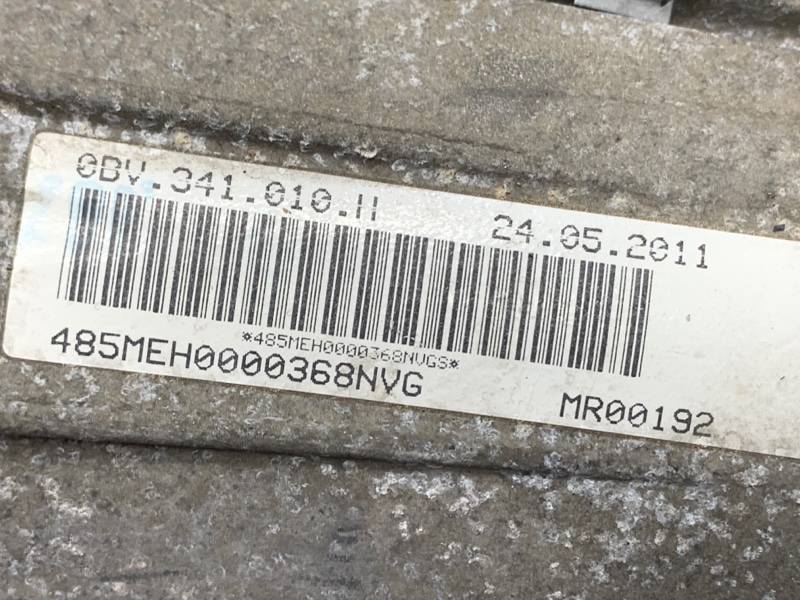 0BV.341.010.H 24.05.2011
*485MEH0000368NVGS*
485MEH0000368NVG MR00192